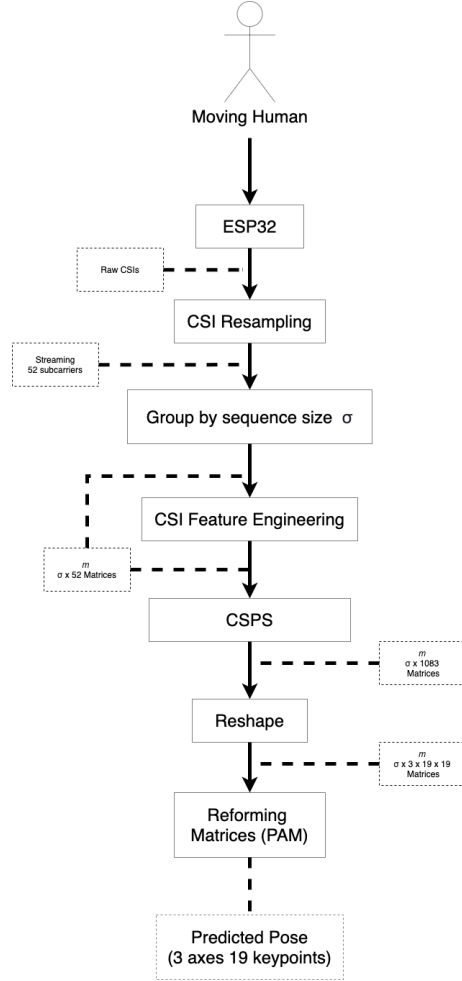 Moving Human
ESP32
Raw CSIs
CSI Resampling
Streaming
52 subcarriers
Group by sequence size σ
CSI Feature Engineering
m
σ x 52 Matrices
CSPS
m
σ x 1083
Matrices
Reshape
m
σ x 3 x 19 x 19
Matrices
Reforming
Matrices (PAM)
Predicted Pose
(3 axes 19 keypoints)